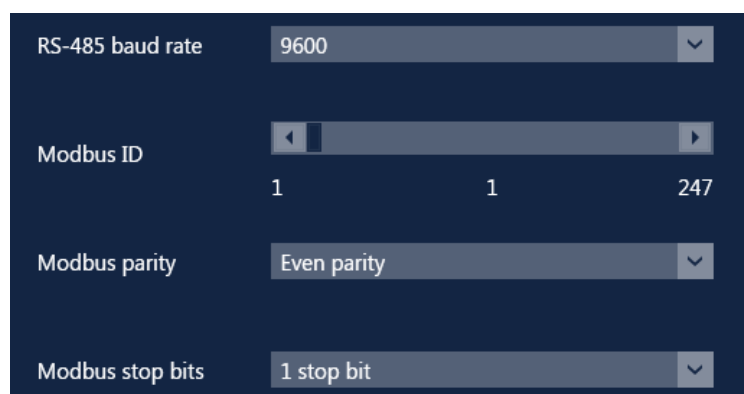 RS-485 baud rate 9600
Modbus ID
1 1 247
Modbus parity Even parity
Modbus stop bits 1 stop bit